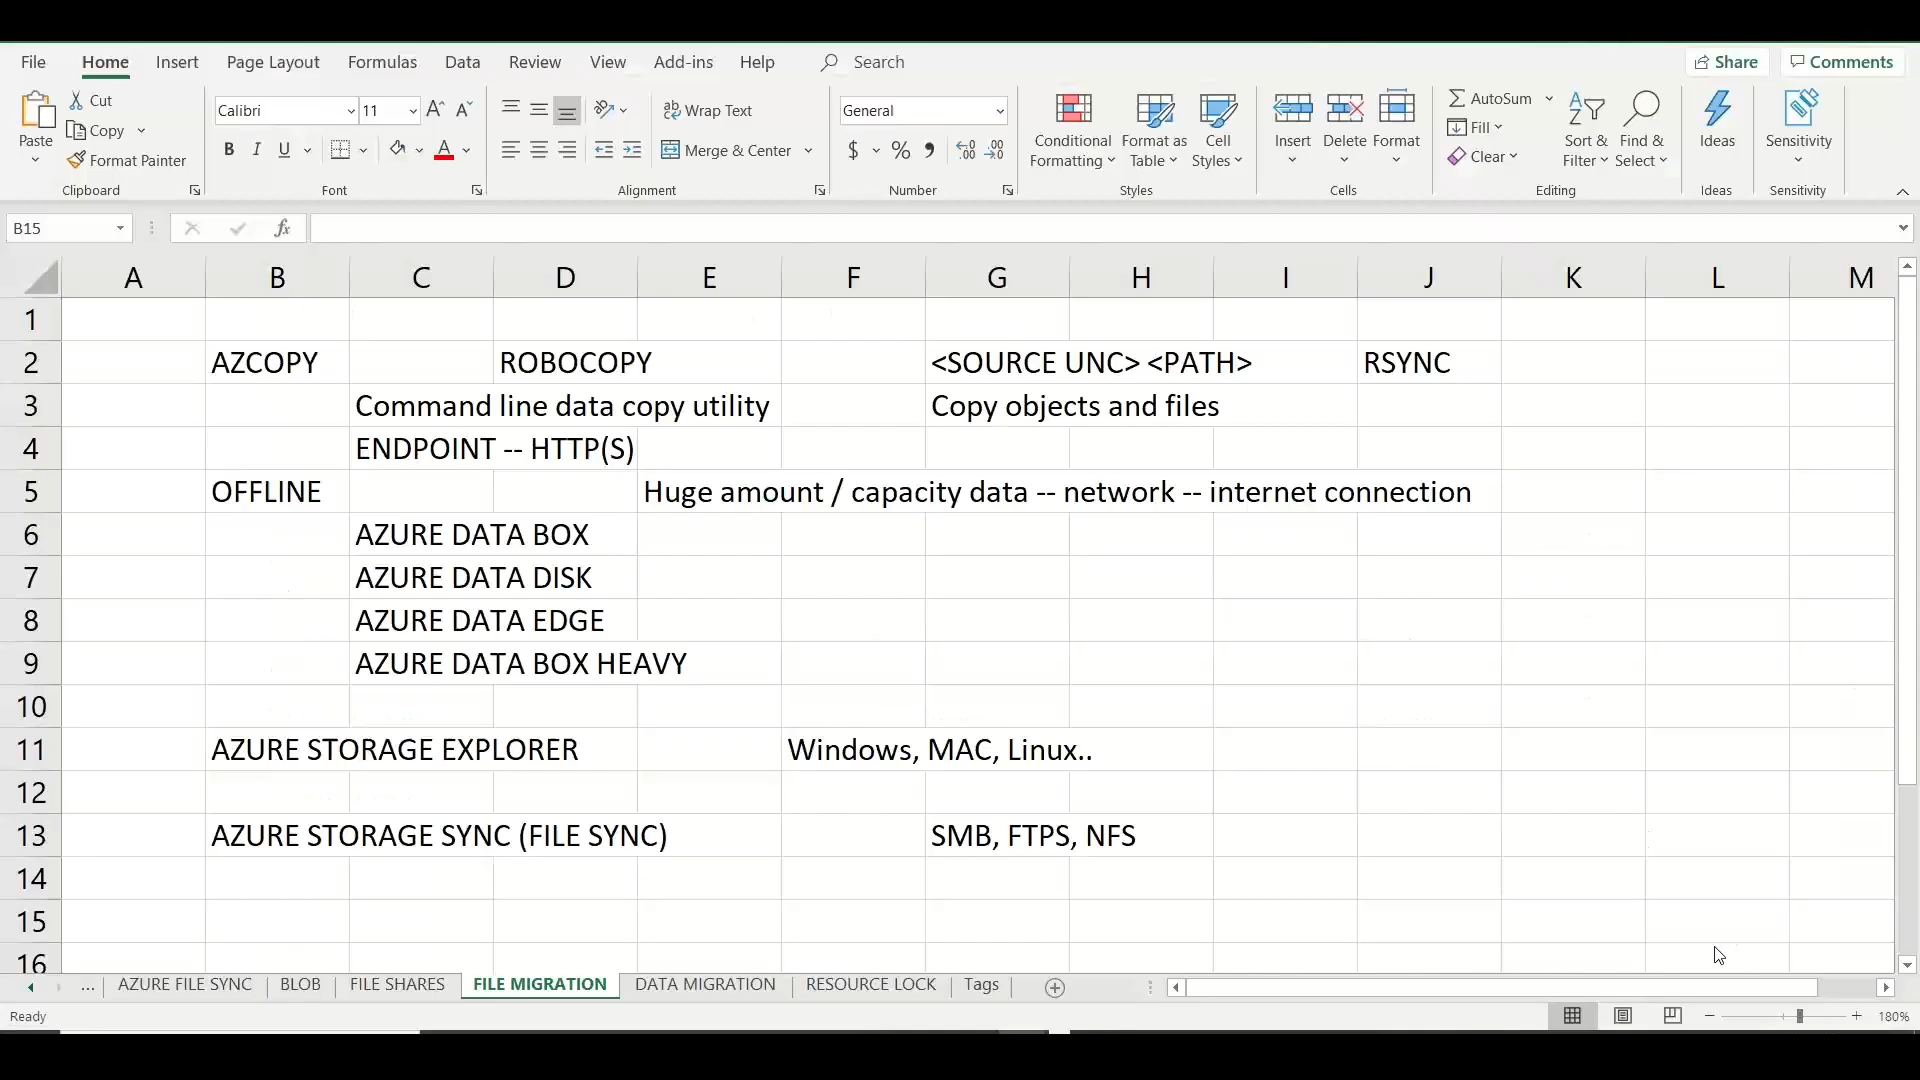 File Home Insert Page Layout Formulas Data Review View Add-ins Help Search Share Comments
Paste Cut Copy Format Painter
Calibri 11 A A
B I U A
Wrap Text
Merge & Center
General
$ % 9
Conditional Formatting Format as Table Cell Styles
Insert Delete Format
AutoSum Fill Clear
Sort & Filter Find & Select
Ideas Sensitivity
Clipboard Font Alignment Number Styles Cells Editing Ideas Sensitivity
B15 fx
A B C D E F G H I J K L M
1
2 AZCOPY ROBOCOPY <SOURCE UNC> <PATH> RSYNC
3 Command line data copy utility Copy objects and files
4 ENDPOINT -- HTTP(S)
5 OFFLINE Huge amount / capacity data -- network -- internet connection
6 AZURE DATA BOX
7 AZURE DATA DISK
8 AZURE DATA EDGE
9 AZURE DATA BOX HEAVY
10
11 AZURE STORAGE EXPLORER Windows, MAC, Linux..
12
13 AZURE STORAGE SYNC (FILE SYNC) SMB, FTPS, NFS
14
15
16
... AZURE FILE SYNC BLOB FILE SHARES FILE MIGRATION DATA MIGRATION RESOURCE LOCK Tags
Ready 180%